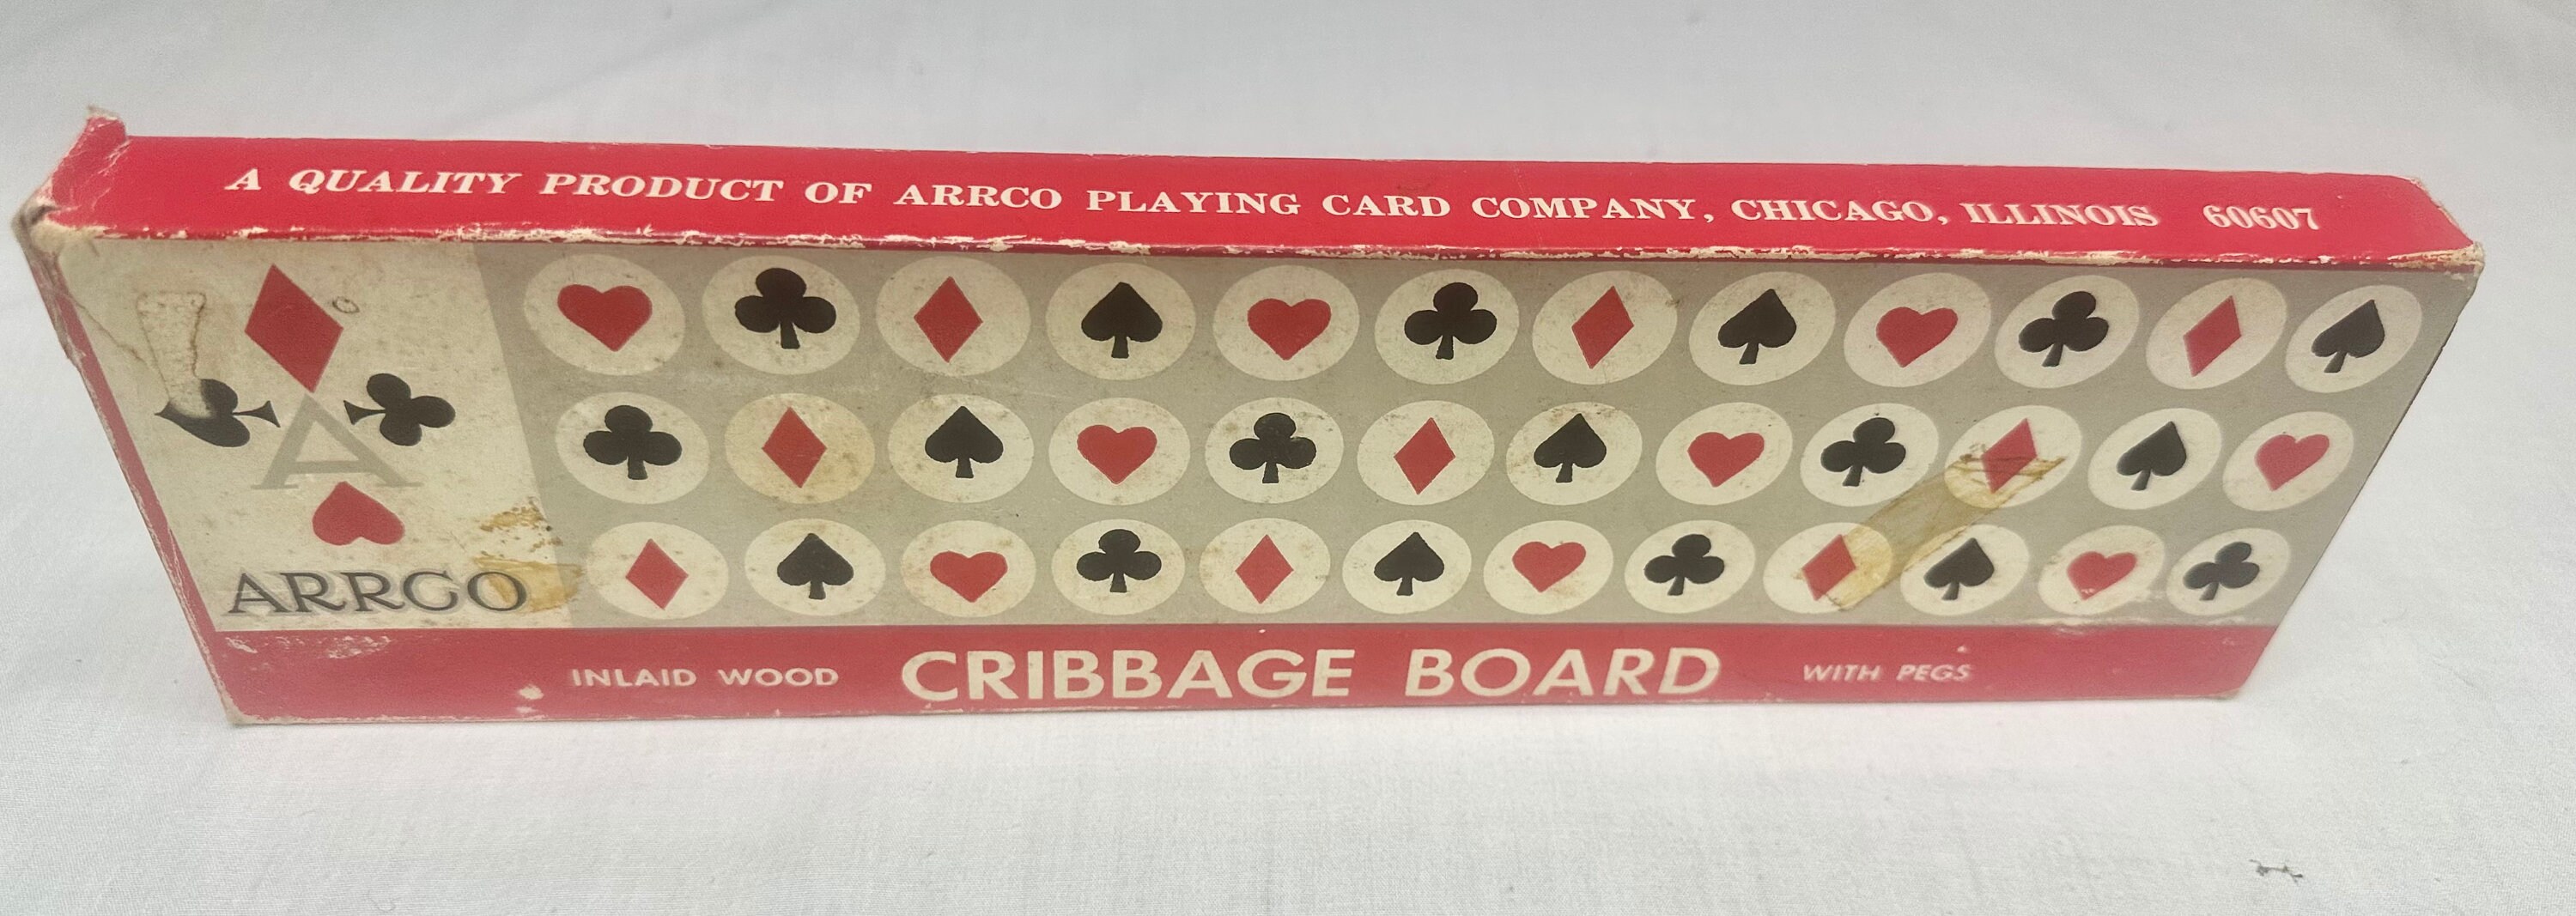 A QUALITY PRODUCT OF ARRCO PLAYING CARD COMPANY, CHICAGO, ILLINOIS 60607
A
ARRCO
INLAID WOOD CRIBBAGE BOARD WITH PEGS